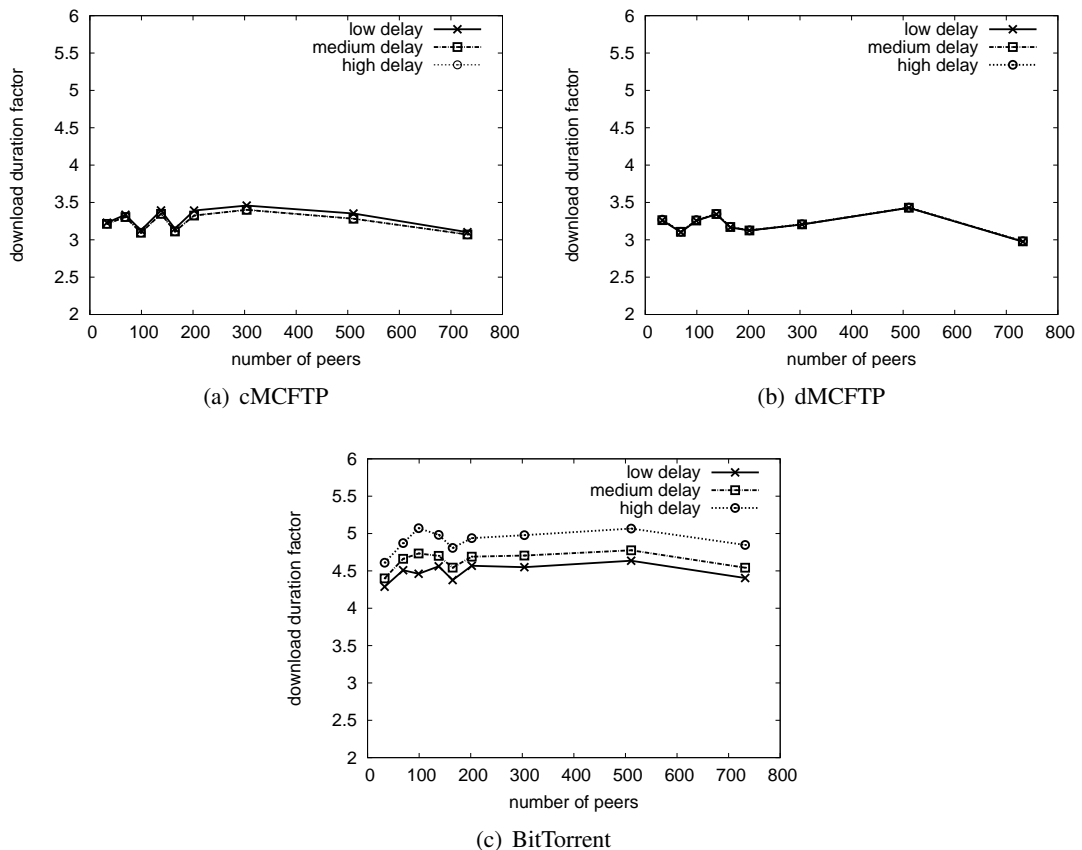 6
5.5
5
4.5
4
3.5
3
2.5
2
download duration factor
low delay
medium delay
high delay
0 100 200 300 400 500 600 700 800
number of peers
(a) cMCFTP
6
5.5
5
4.5
4
3.5
3
2.5
2
download duration factor
low delay
medium delay
high delay
0 100 200 300 400 500 600 700 800
number of peers
(b) dMCFTP
6
5.5
5
4.5
4
3.5
3
2.5
2
download duration factor
low delay
medium delay
high delay
0 100 200 300 400 500 600 700 800
number of peers
(c) BitTorrent